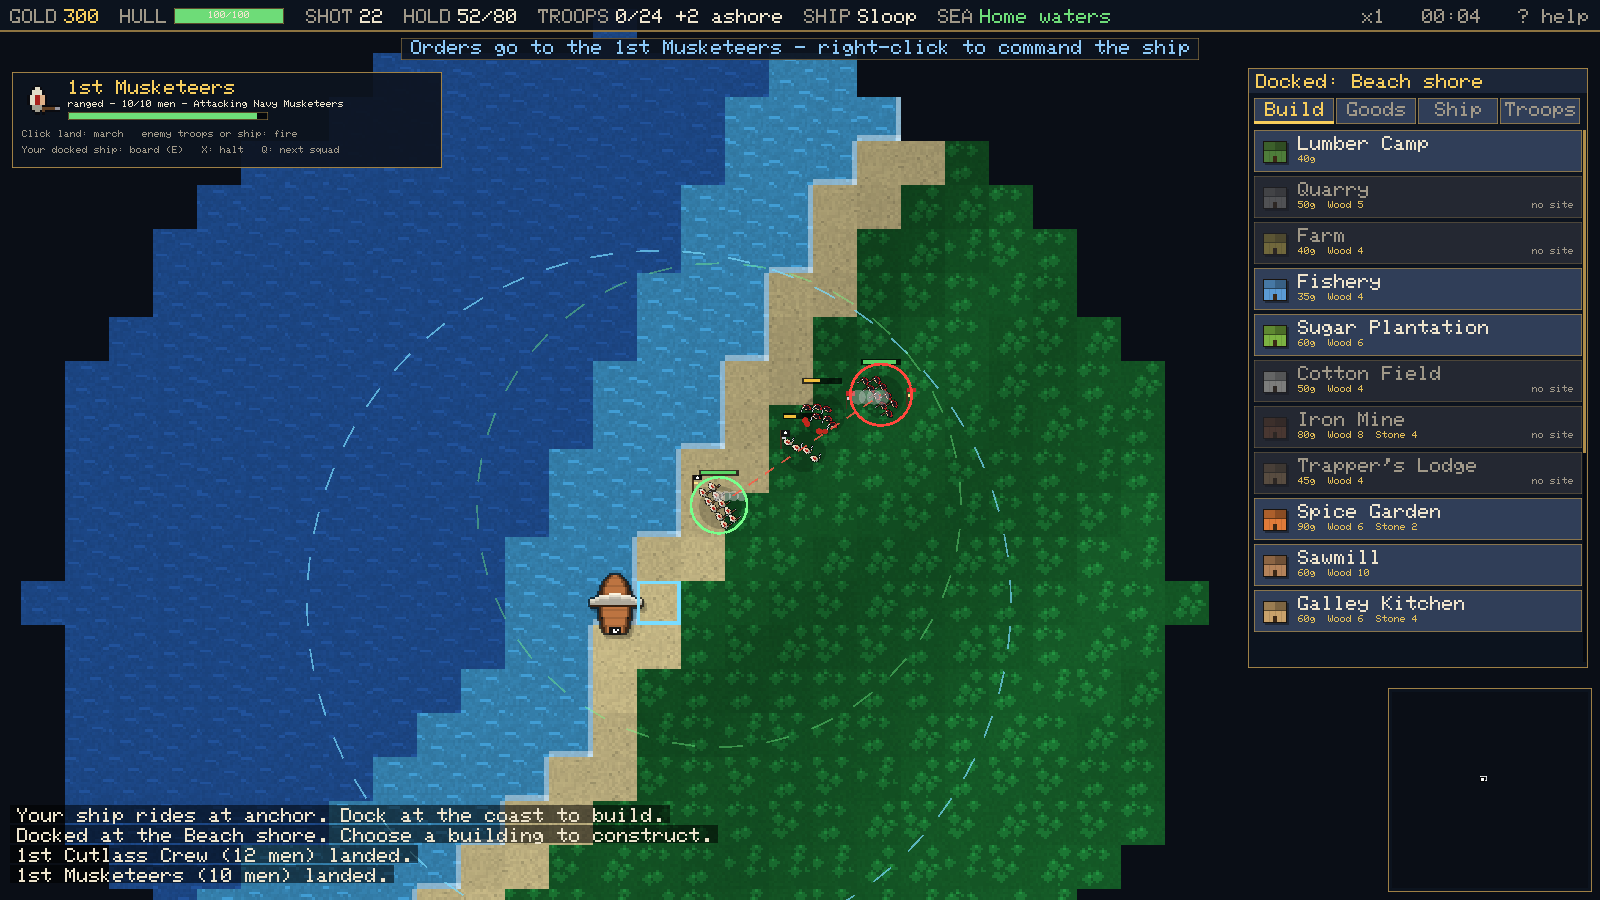 GOLD 300 HULL 100/100 SHOT 22 HOLD 52/80 TROOPS 0/24 +2 ashore SHIP Sloop SEA Home waters x1 00:04 ? help
Orders go to the 1st Musketeers - right-click to command the ship
1st Musketeers
ranged - 10/10 men - Attacking Navy Musketeers
Click land: march enemy troops or ship: fire
Your docked ship: board (E) X: halt Q: next squad
Docked: Beach shore
Build Goods Ship Troops
Lumber Camp
40g
Quarry
50g Wood 5 no site
Farm
40g Wood 4 no site
Fishery
35g Wood 4
Sugar Plantation
60g Wood 6
Cotton Field
50g Wood 4 no site
Iron Mine
80g Wood 8 Stone 4 no site
Trapper's Lodge
45g Wood 4 no site
Spice Garden
90g Wood 6 Stone 2
Sawmill
60g Wood 10
Galley Kitchen
60g Wood 6 Stone 4
Your ship rides at anchor. Dock at the coast to build.
Docked at the Beach shore. Choose a building to construct.
1st Cutlass Crew (12 men) landed.
1st Musketeers (10 men) landed.